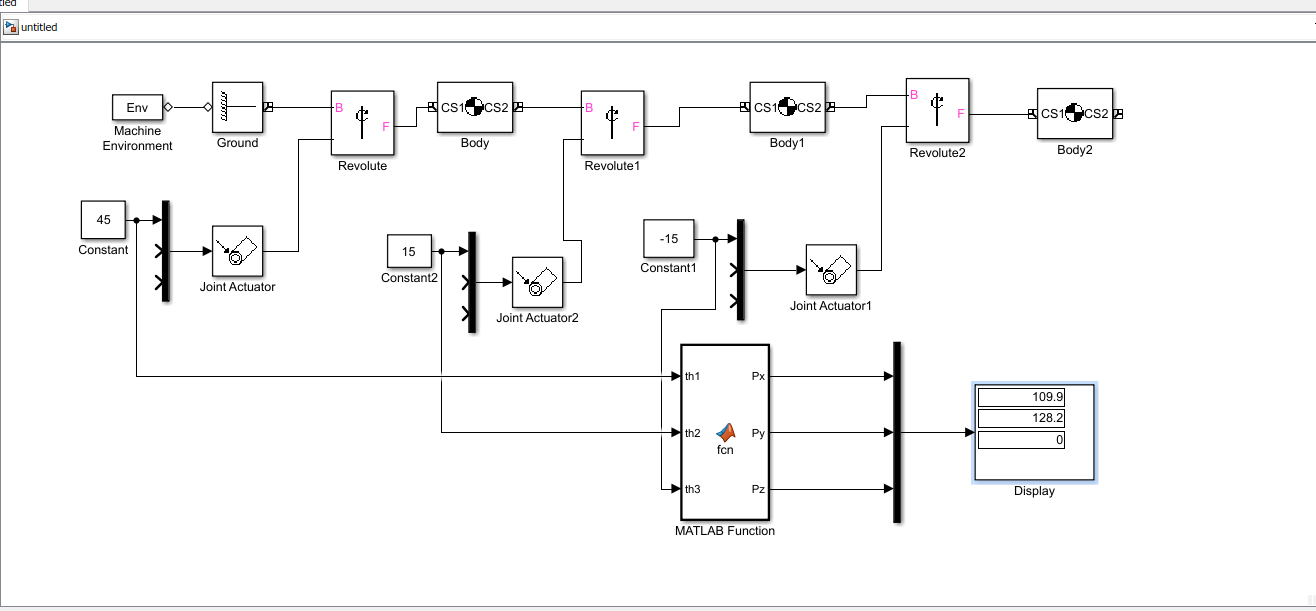 tled
untitled
Env
Machine
Environment
Ground
B
F
Revolute
CS1 CS2
Body
B
F
Revolute1
CS1 CS2
Body1
B
F
Revolute2
CS1 CS2
Body2
45
Constant
Joint Actuator
15
Constant2
Joint Actuator2
-15
Constant1
Joint Actuator1
th1
Px
th2
fcn
Py
th3
Pz
MATLAB Function
109.9
128.2
0
Display